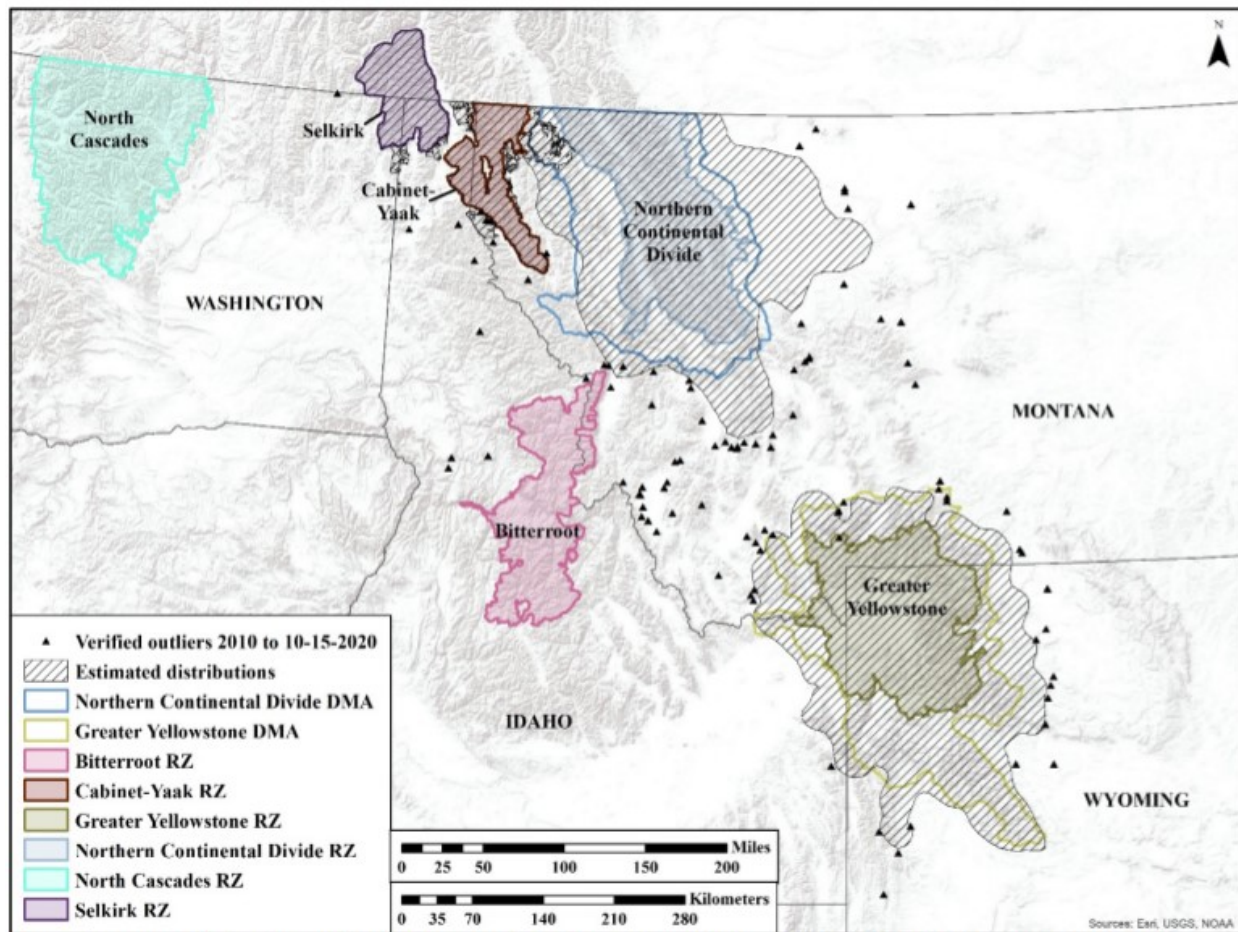 N
North
Cascades
Selkirk
Cabinet-
Yaak
Northern
Continental
Divide
WASHINGTON
MONTANA
Bitterroot
Greater
Yellowstone
IDAHO
WYOMING
Verified outliers 2010 to 10-15-2020
Estimated distributions
Northern Continental Divide DMA
Greater Yellowstone DMA
Bitterroot RZ
Cabinet-Yaak RZ
Greater Yellowstone RZ
Northern Continental Divide RZ
North Cascades RZ
Selkirk RZ
Miles
0 25 50 100 150 200
Kilometers
0 35 70 140 210 280
Sources: Esri, USGS, NOAA